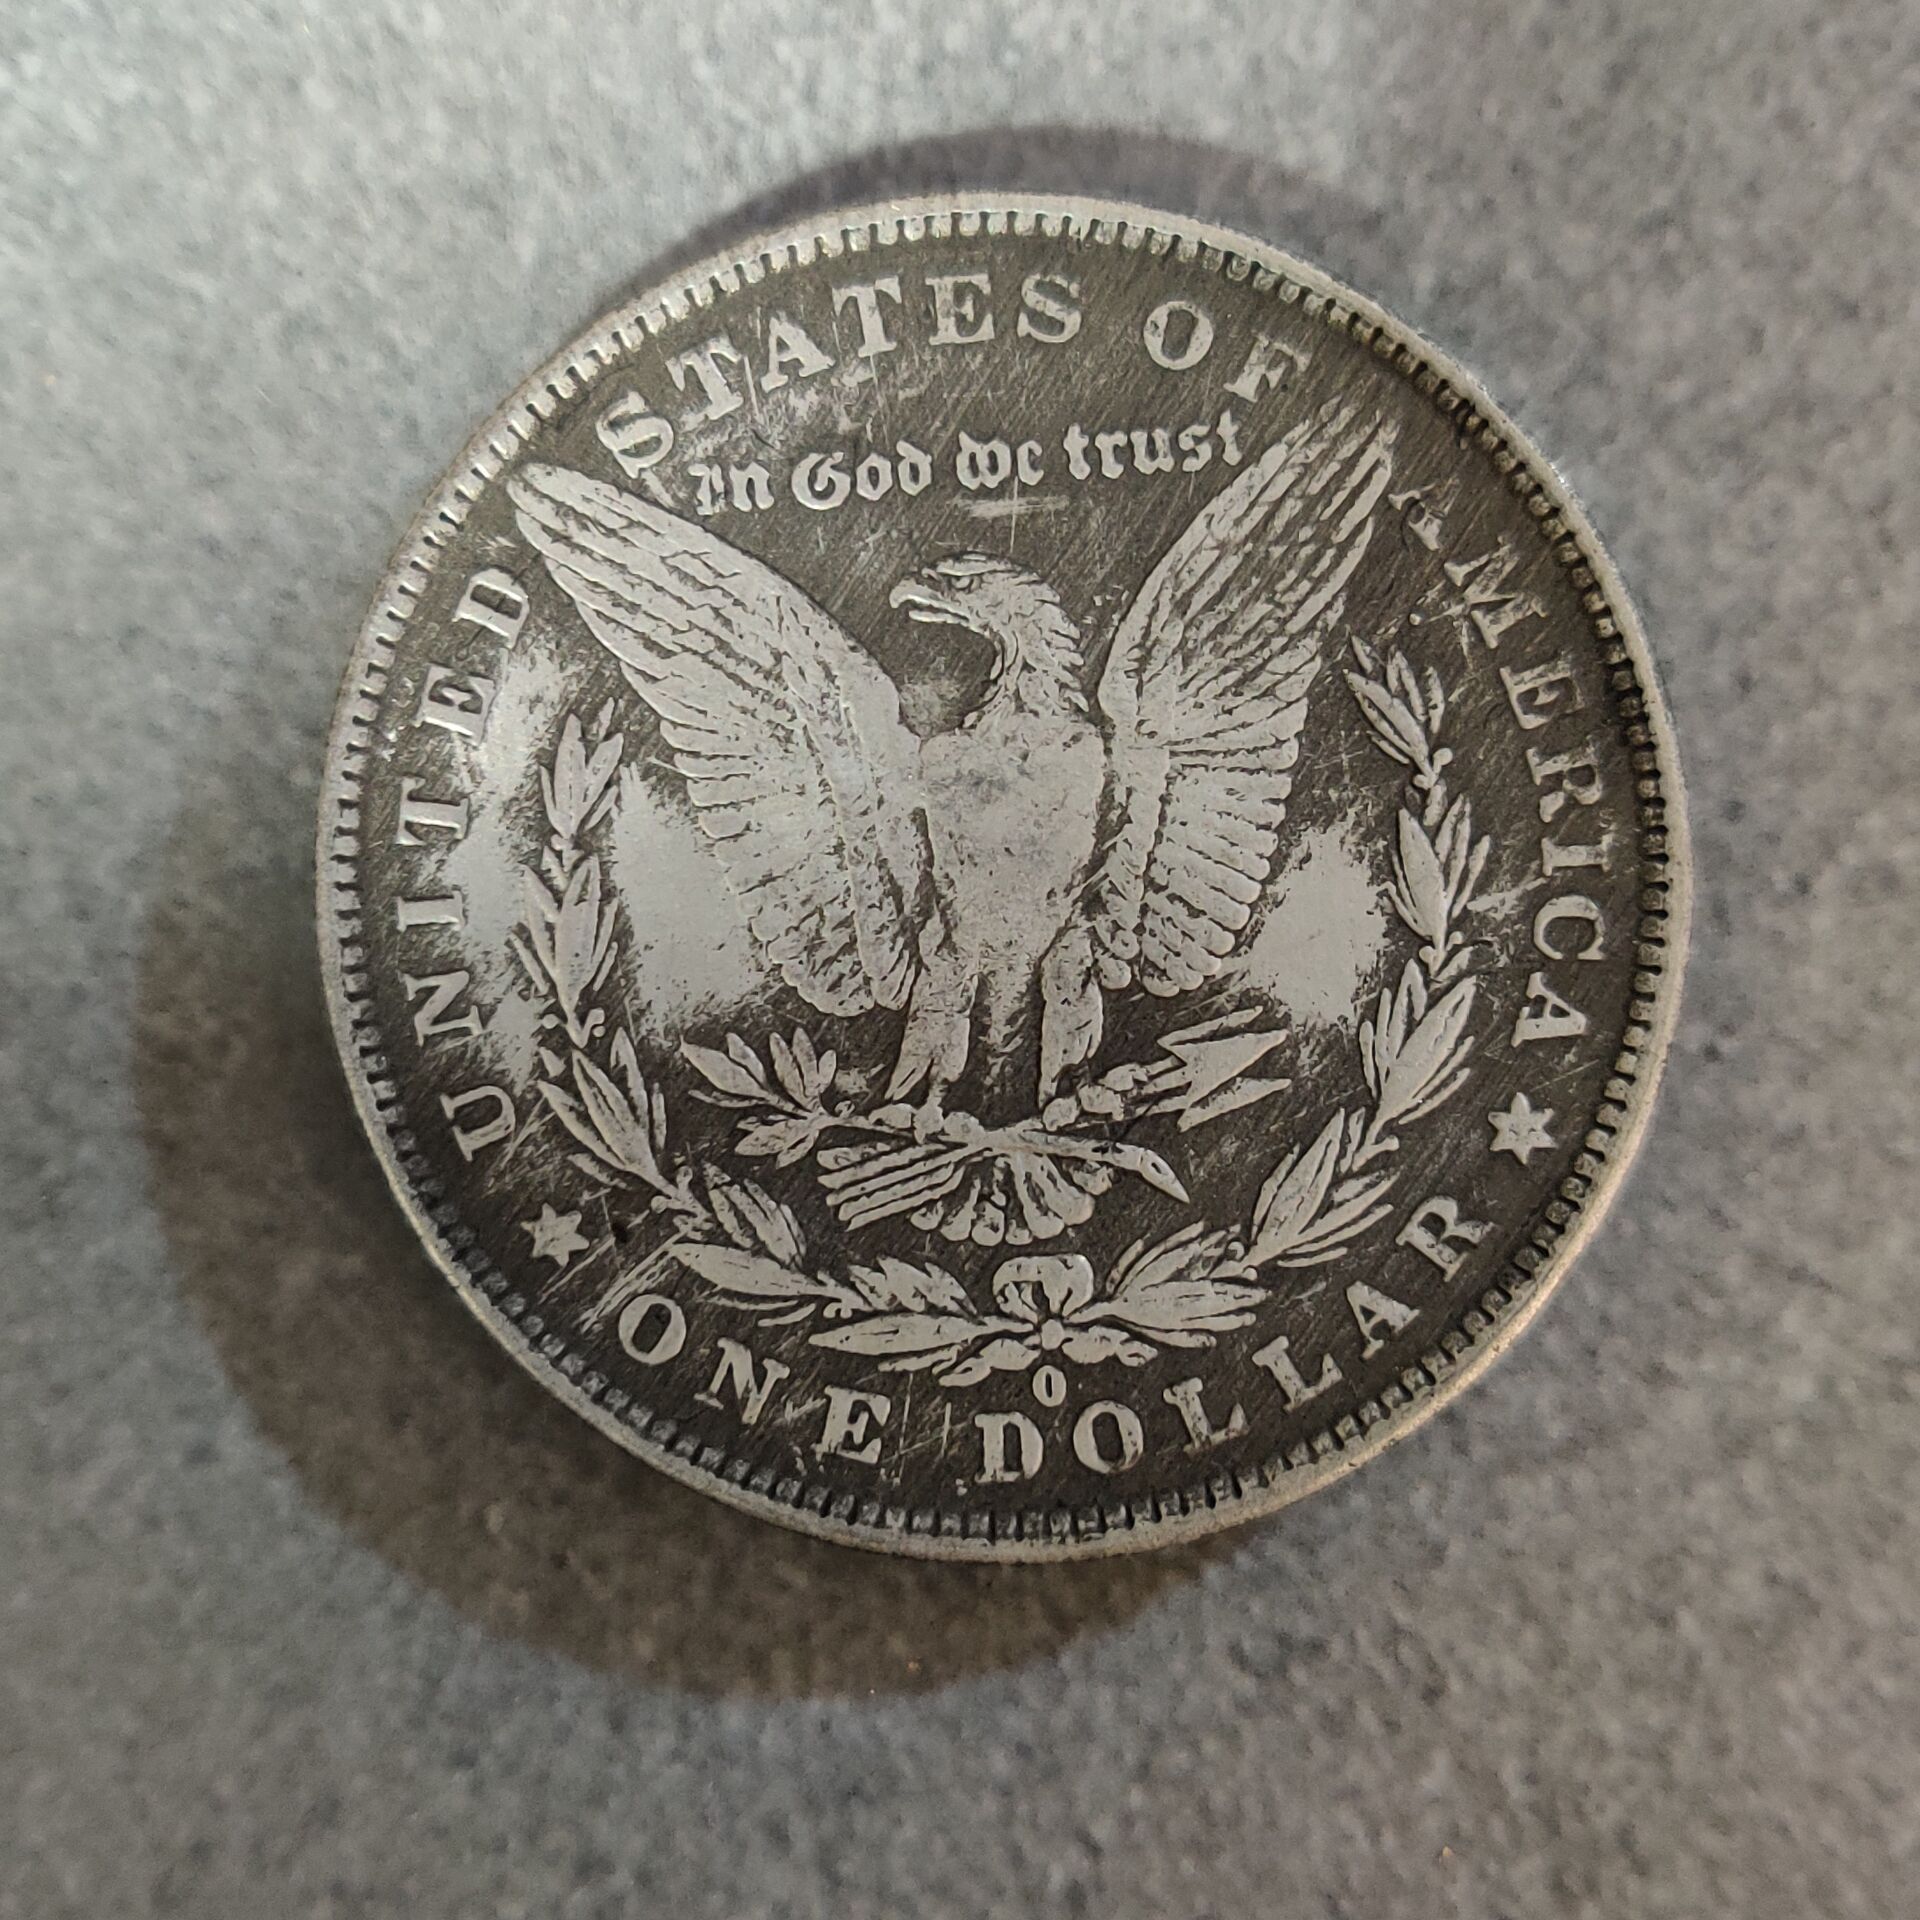 UNITED STATES OF AMERICA
In God we trust
O
ONE DOLLAR